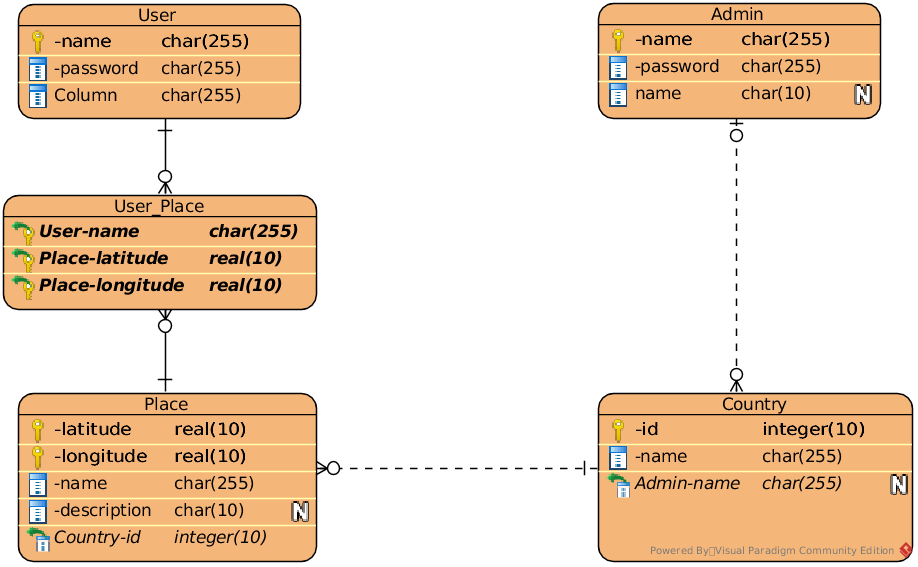 User
-name char(255)
-password char(255)
Column char(255)
Admin
-name char(255)
-password char(255)
name char(10) N
User_Place
User-name char(255)
Place-latitude real(10)
Place-longitude real(10)
Place
-latitude real(10)
-longitude real(10)
-name char(255)
-description char(10) N
Country-id integer(10)
Country
-id integer(10)
-name char(255)
Admin-name char(255) N
Powered By Visual Paradigm Community Edition